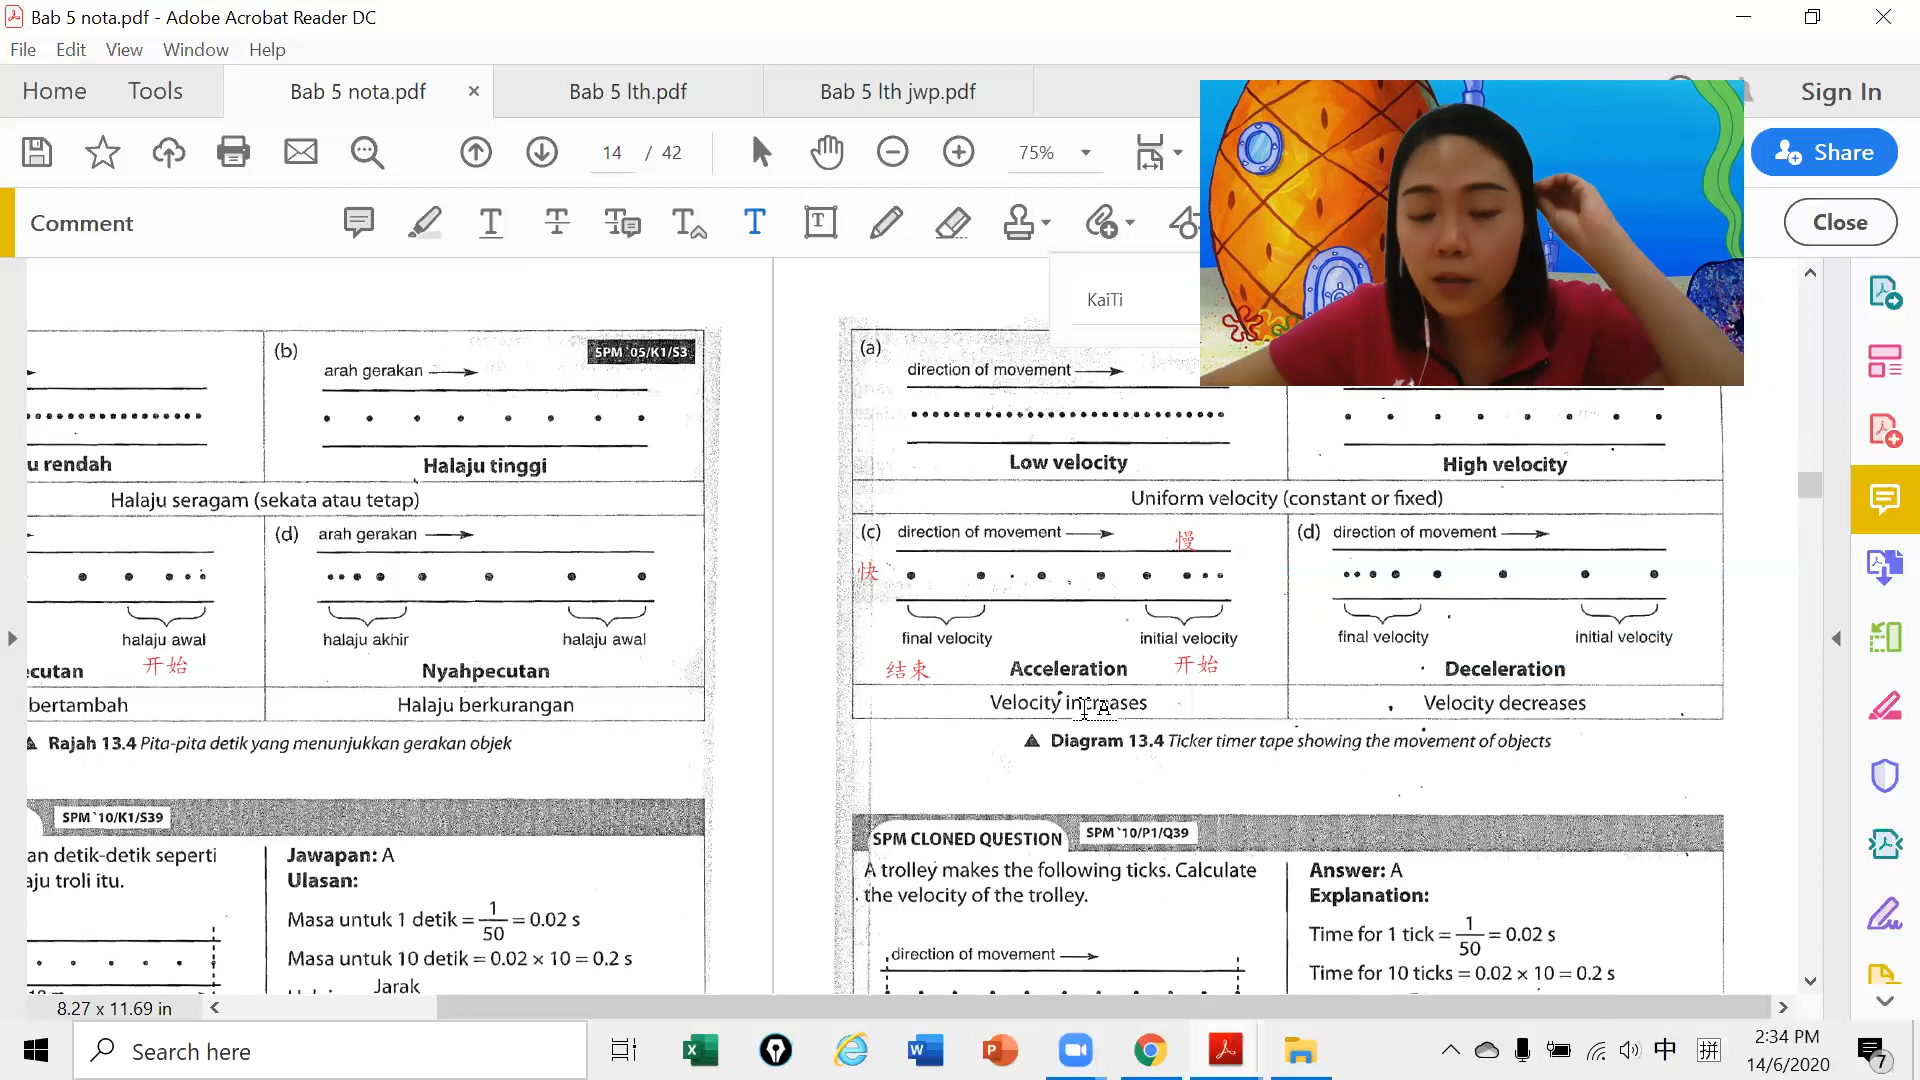 Bab 5 nota.pdf - Adobe Acrobat Reader DC
File Edit View Window Help
Home Tools Bab 5 nota.pdf × Bab 5 lth.pdf Bab 5 lth jwp.pdf Sign In
14 / 42 75% Share
Comment Close
KaiTi
(b) SPM `05/K1/S3
arah gerakan
u rendah
Halaju tinggi
Halaju seragam (sekata atau tetap)
(d) arah gerakan
halaju awal
halaju akhir halaju awal
开始
ecutan
Nyahpecutan
bertambah
Halaju berkurangan
Rajah 13.4 Pita-pita detik yang menunjukkan gerakan objek
SPM `10/K1/S39
an detik-detik seperti
aju troli itu.
Jawapan: A
Ulasan:
Masa untuk 1 detik = 1/50 = 0.02 s
Masa untuk 10 detik = 0.02 × 10 = 0.2 s
Jarak
(a)
direction of movement
Low velocity
High velocity
Uniform velocity (constant or fixed)
(c) direction of movement 慢
快
final velocity initial velocity
结束 Acceleration 开始
Velocity increases
(d) direction of movement
final velocity initial velocity
Deceleration
Velocity decreases
Diagram 13.4 Ticker timer tape showing the movement of objects
SPM CLONED QUESTION SPM `10/P1/Q39
A trolley makes the following ticks. Calculate
the velocity of the trolley.
direction of movement
Answer: A
Explanation:
Time for 1 tick = 1/50 = 0.02 s
Time for 10 ticks = 0.02 × 10 = 0.2 s
8.27 x 11.69 in
Search here
中 拼
2:34 PM
14/6/2020
7